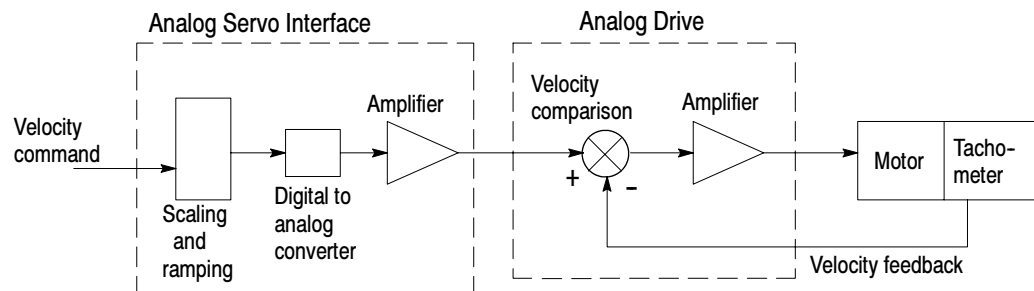 Analog Servo Interface
Analog Drive
Velocity
command
Scaling
and
ramping
Digital to
analog
converter
Amplifier
Velocity
comparison
+
-
Amplifier
Motor
Tacho-
meter
Velocity feedback